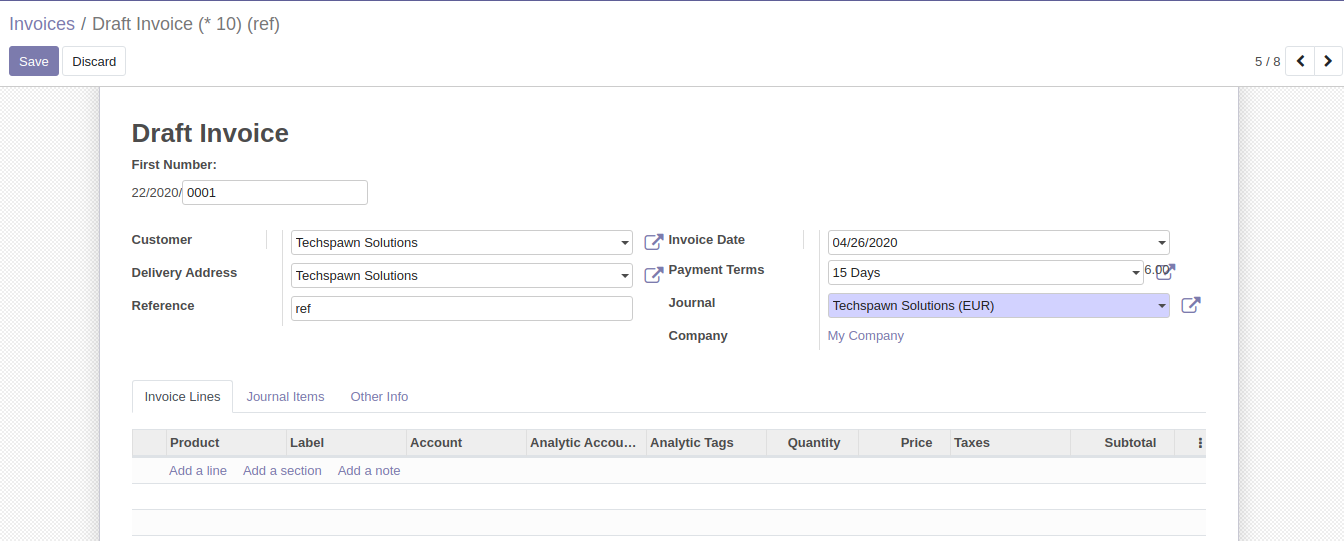 Invoices / Draft Invoice (* 10) (ref)
Save Discard 5 / 8
Draft Invoice
First Number:
22/2020/ 0001
Customer Techspawn Solutions Invoice Date 04/26/2020
Delivery Address Techspawn Solutions Payment Terms 15 Days 6.00
Reference ref Journal Techspawn Solutions (EUR)
Company My Company
Invoice Lines Journal Items Other Info
Product Label Account Analytic Accou... Analytic Tags Quantity Price Taxes Subtotal
Add a line Add a section Add a note